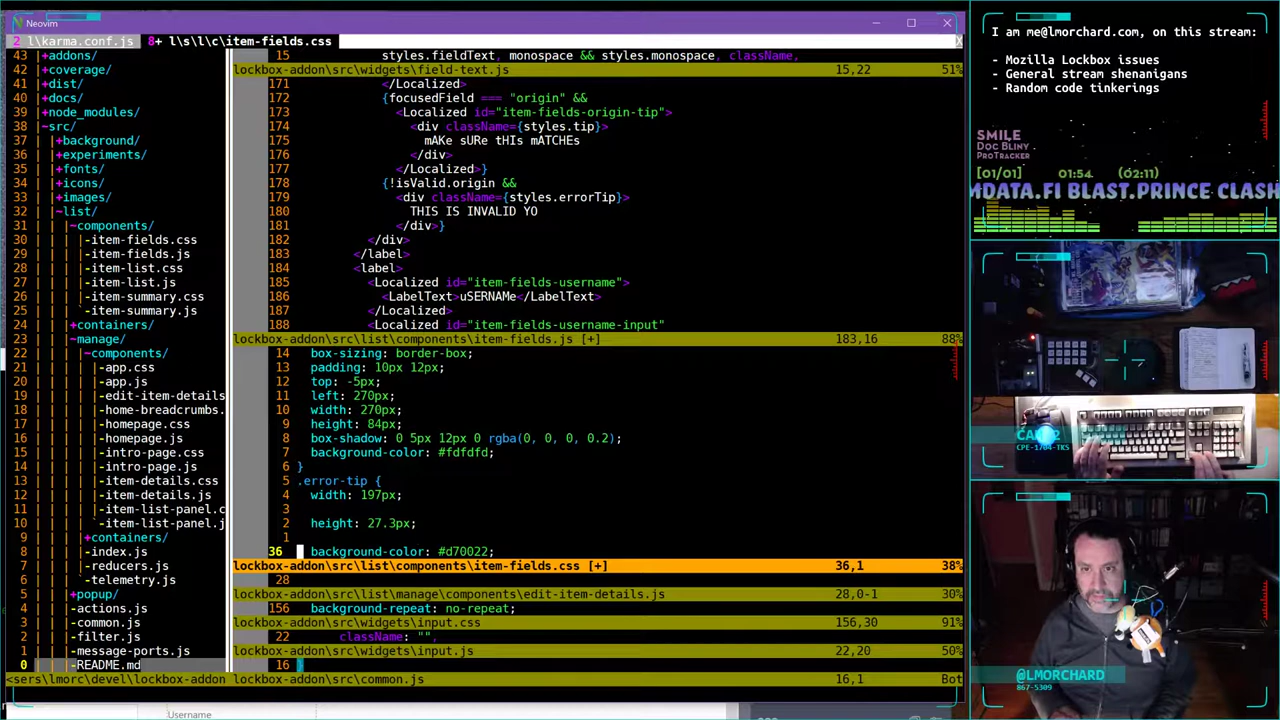 Neovim
2 l\karma.conf.js 8+ l\s\l\c\item-fields.css X
43 |+addons/
42 |+coverage/
41 |+dist/
40 |+docs/
39 |+node_modules/
38 |~src/
37 | |+background/
36 | |+experiments/
35 | |+fonts/
34 | |+icons/
33 | |+images/
32 | |~list/
31 | | |~components/
30 | | | |-item-fields.css
29 | | | |-item-fields.js
28 | | | |-item-list.css
27 | | | |-item-list.js
26 | | | |-item-summary.css
25 | | | `-item-summary.js
24 | | |+containers/
23 | | |~manage/
22 | | | |~components/
21 | | | | |-app.css
20 | | | | |-app.js
19 | | | | |-edit-item-details
18 | | | | |-home-breadcrumbs.
17 | | | | |-homepage.css
16 | | | | |-homepage.js
15 | | | | |-intro-page.css
14 | | | | |-intro-page.js
13 | | | | |-item-details.css
12 | | | | |-item-details.js
11 | | | | |-item-list-panel.c
10 | | | | `-item-list-panel.j
9 | | | |+containers/
8 | | | |-index.js
7 | | | |-reducers.js
6 | | | `-telemetry.js
5 | | |+popup/
4 | | |-actions.js
3 | | |-common.js
2 | | |-filter.js
1 | | |-message-ports.js
0 | | |-README.md
<sers\lmorc\devel\lockbox-addon
15 styles.fieldText, monospace && styles.monospace, className,
lockbox-addon\src\widgets\field-text.js 15,22 51%
171 </Localized>
172 {focusedField === "origin" &&
173 <Localized id="item-fields-origin-tip">
174 <div className={styles.tip}>
175 mAKe sURe tHIs mATCHEs
176 </div>
177 </Localized>}
178 {!isValid.origin &&
179 <div className={styles.errorTip}>
180 THIS IS INVALID YO
181 </div>}
182 </div>
183 </label>
184 <label>
185 <Localized id="item-fields-username">
186 <LabelText>uSERNAMe</LabelText>
187 </Localized>
188 <Localized id="item-fields-username-input"
lockbox-addon\src\list\components\item-fields.js [+] 183,16 88%
14 box-sizing: border-box;
13 padding: 10px 12px;
12 top: -5px;
11 left: 270px;
10 width: 270px;
9 height: 84px;
8 box-shadow: 0 5px 12px 0 rgba(0, 0, 0, 0.2);
7 background-color: #fdfdfd;
6 }
5 .error-tip {
4 width: 197px;
3
2 height: 27.3px;
1
36 background-color: #d70022;
lockbox-addon\src\list\components\item-fields.css [+] 36,1 38%
28
lockbox-addon\src\list\manage\components\edit-item-details.js 28,0-1 30%
156 background-repeat: no-repeat;
lockbox-addon\src\widgets\input.css 156,30 91%
22 className: "",
lockbox-addon\src\widgets\input.js 22,20 50%
16 }
lockbox-addon\src\common.js 16,1 Bot
Username
I am me@lmorchard.com, on this stream:
- Mozilla Lockbox issues
- General stream shenanigans
- Random code tinkerings
SMILE
DOC BLINY
PROTRACKER
[01/01] 01:54 (02:11)
MDATA.FI BLAST.PRINCE CLASH
CAM 2
CPE-1704-TKS
@LMORCHARD
867-5309